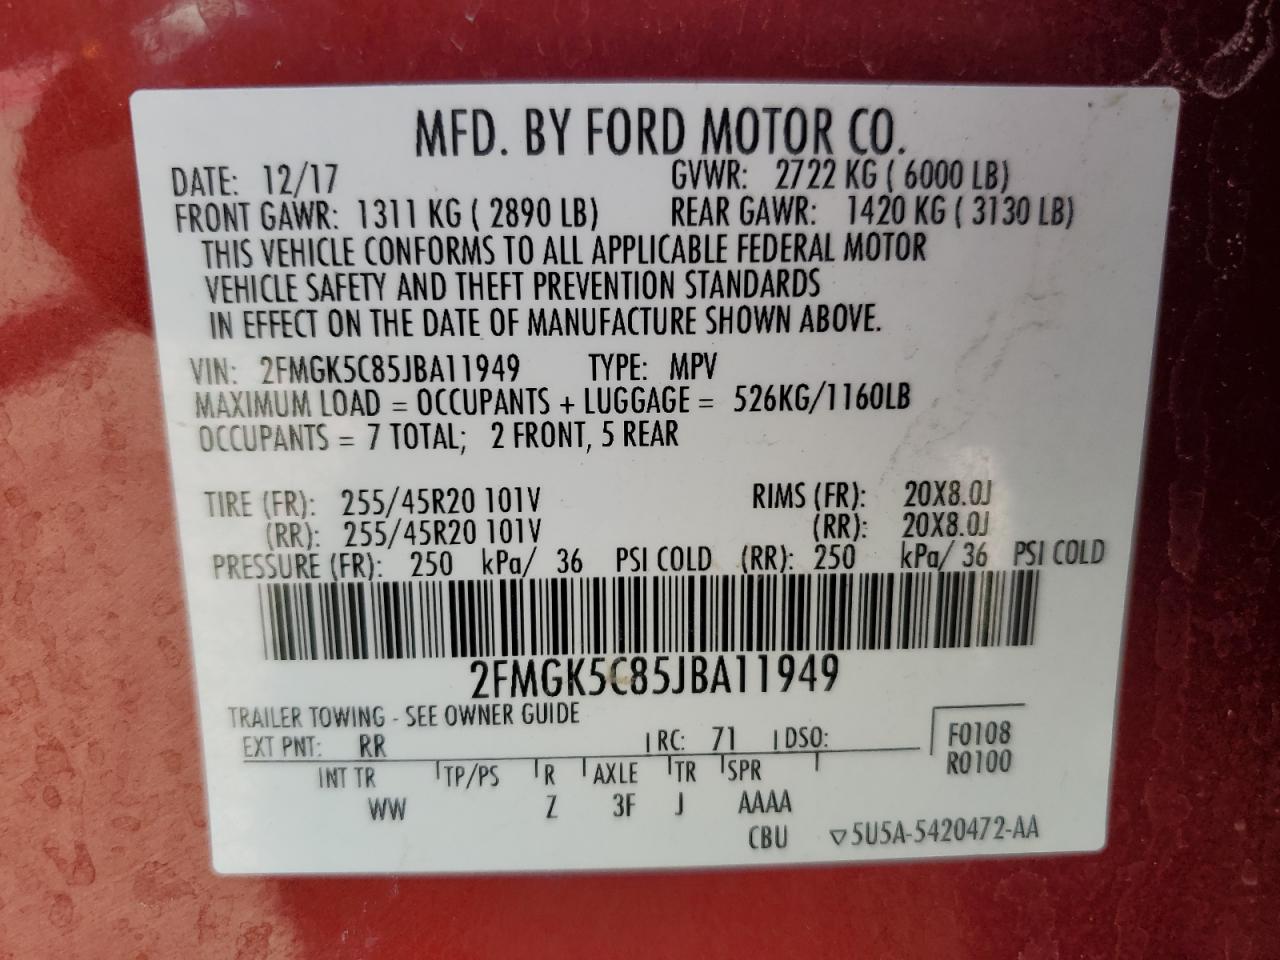 MFD. BY FORD MOTOR CO.
DATE: 12/17 GVWR: 2722 KG ( 6000 LB)
FRONT GAWR: 1311 KG ( 2890 LB) REAR GAWR: 1420 KG ( 3130 LB)
THIS VEHICLE CONFORMS TO ALL APPLICABLE FEDERAL MOTOR
VEHICLE SAFETY AND THEFT PREVENTION STANDARDS
IN EFFECT ON THE DATE OF MANUFACTURE SHOWN ABOVE.
VIN: 2FMGK5C85JBA11949 TYPE: MPV
MAXIMUM LOAD = OCCUPANTS + LUGGAGE = 526KG/1160LB
OCCUPANTS = 7 TOTAL; 2 FRONT, 5 REAR
TIRE (FR): 255/45R20 101V RIMS (FR): 20X8.0J
(RR): 255/45R20 101V (RR): 20X8.0J
PRESSURE (FR): 250 kPa/ 36 PSI COLD (RR): 250 kPa/ 36 PSI COLD
2FMGK5C85JBA11949
TRAILER TOWING - SEE OWNER GUIDE
EXT PNT: RR RC: 71 DSO: F0108
INT TR TP/PS R AXLE TR SPR R0100
WW Z 3F J AAAA
CBU ▽5U5A-5420472-AA